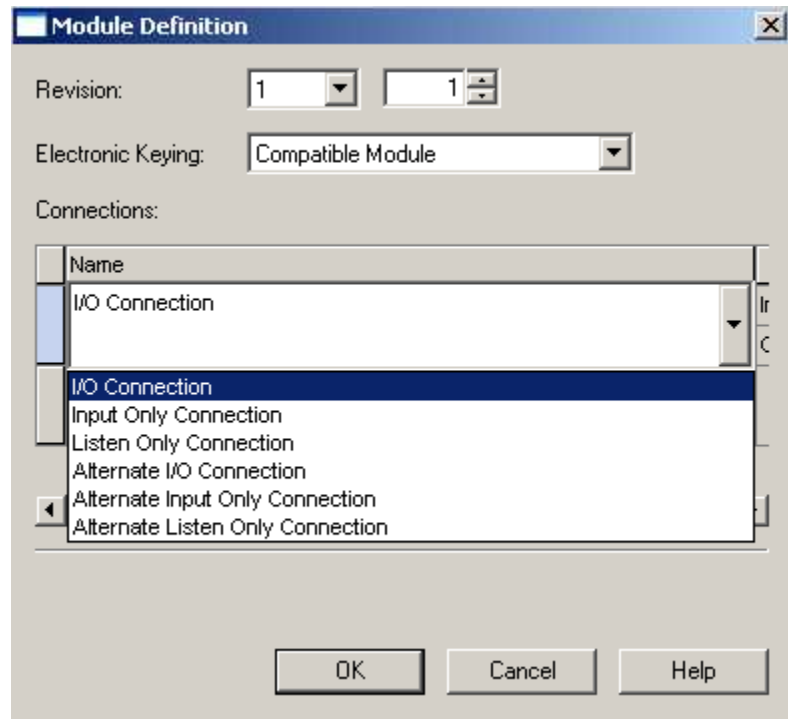 Module Definition
Revision: 1 1
Electronic Keying: Compatible Module
Connections:
Name
I/O Connection
I/O Connection
Input Only Connection
Listen Only Connection
Alternate I/O Connection
Alternate Input Only Connection
Alternate Listen Only Connection
OK Cancel Help